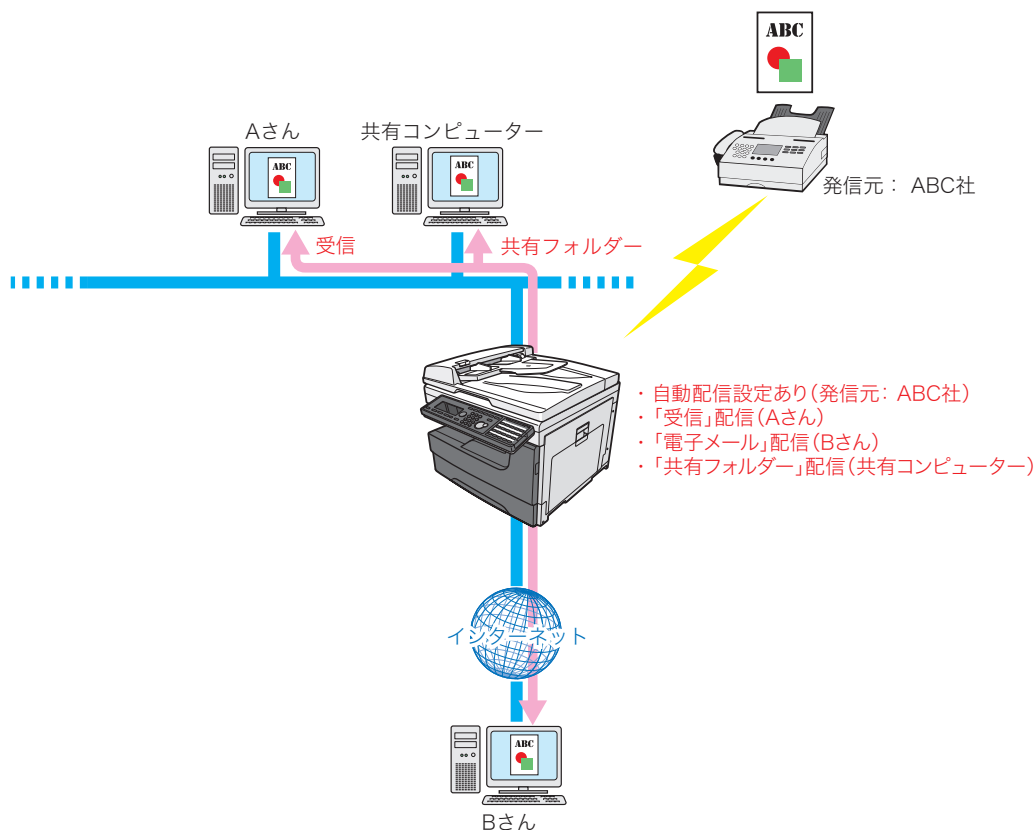 ABC
Aさん
共有コンピューター
ABC
ABC
発信元： ABC社
受信
共有フォルダー
・自動配信設定あり（発信元： ABC社）
・「受信」配信（Aさん）
・「電子メール」配信（Bさん）
・「共有フォルダー」配信（共有コンピューター）
インターネット
ABC
Bさん